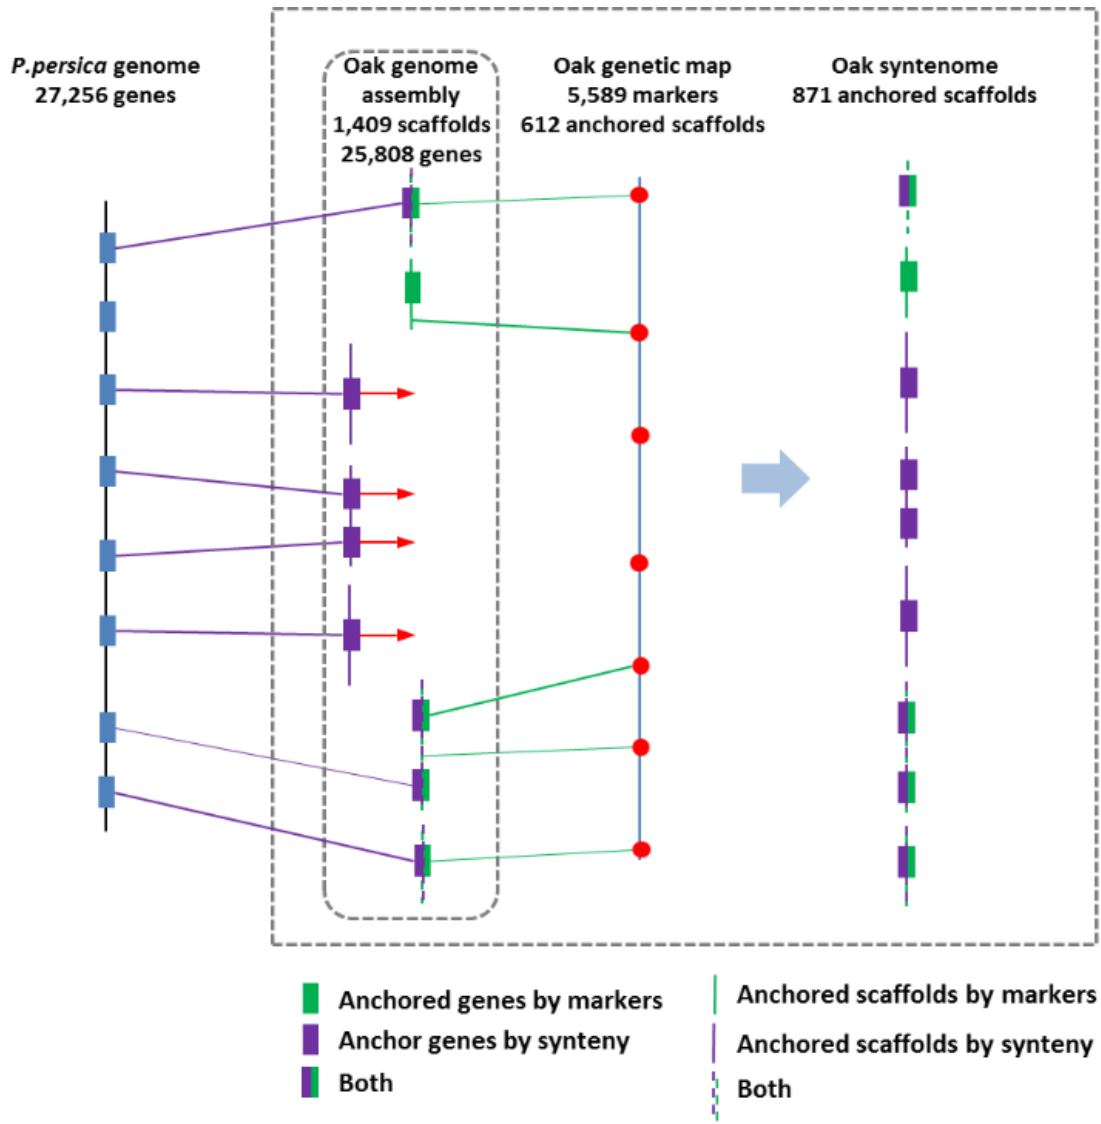 P.persica genome
27,256 genes
Oak genome
assembly
1,409 scaffolds
25,808 genes
Oak genetic map
5,589 markers
612 anchored scaffolds
Oak syntenome
871 anchored scaffolds
Anchored genes by markers
Anchor genes by synteny
Both
Anchored scaffolds by markers
Anchored scaffolds by synteny
Both